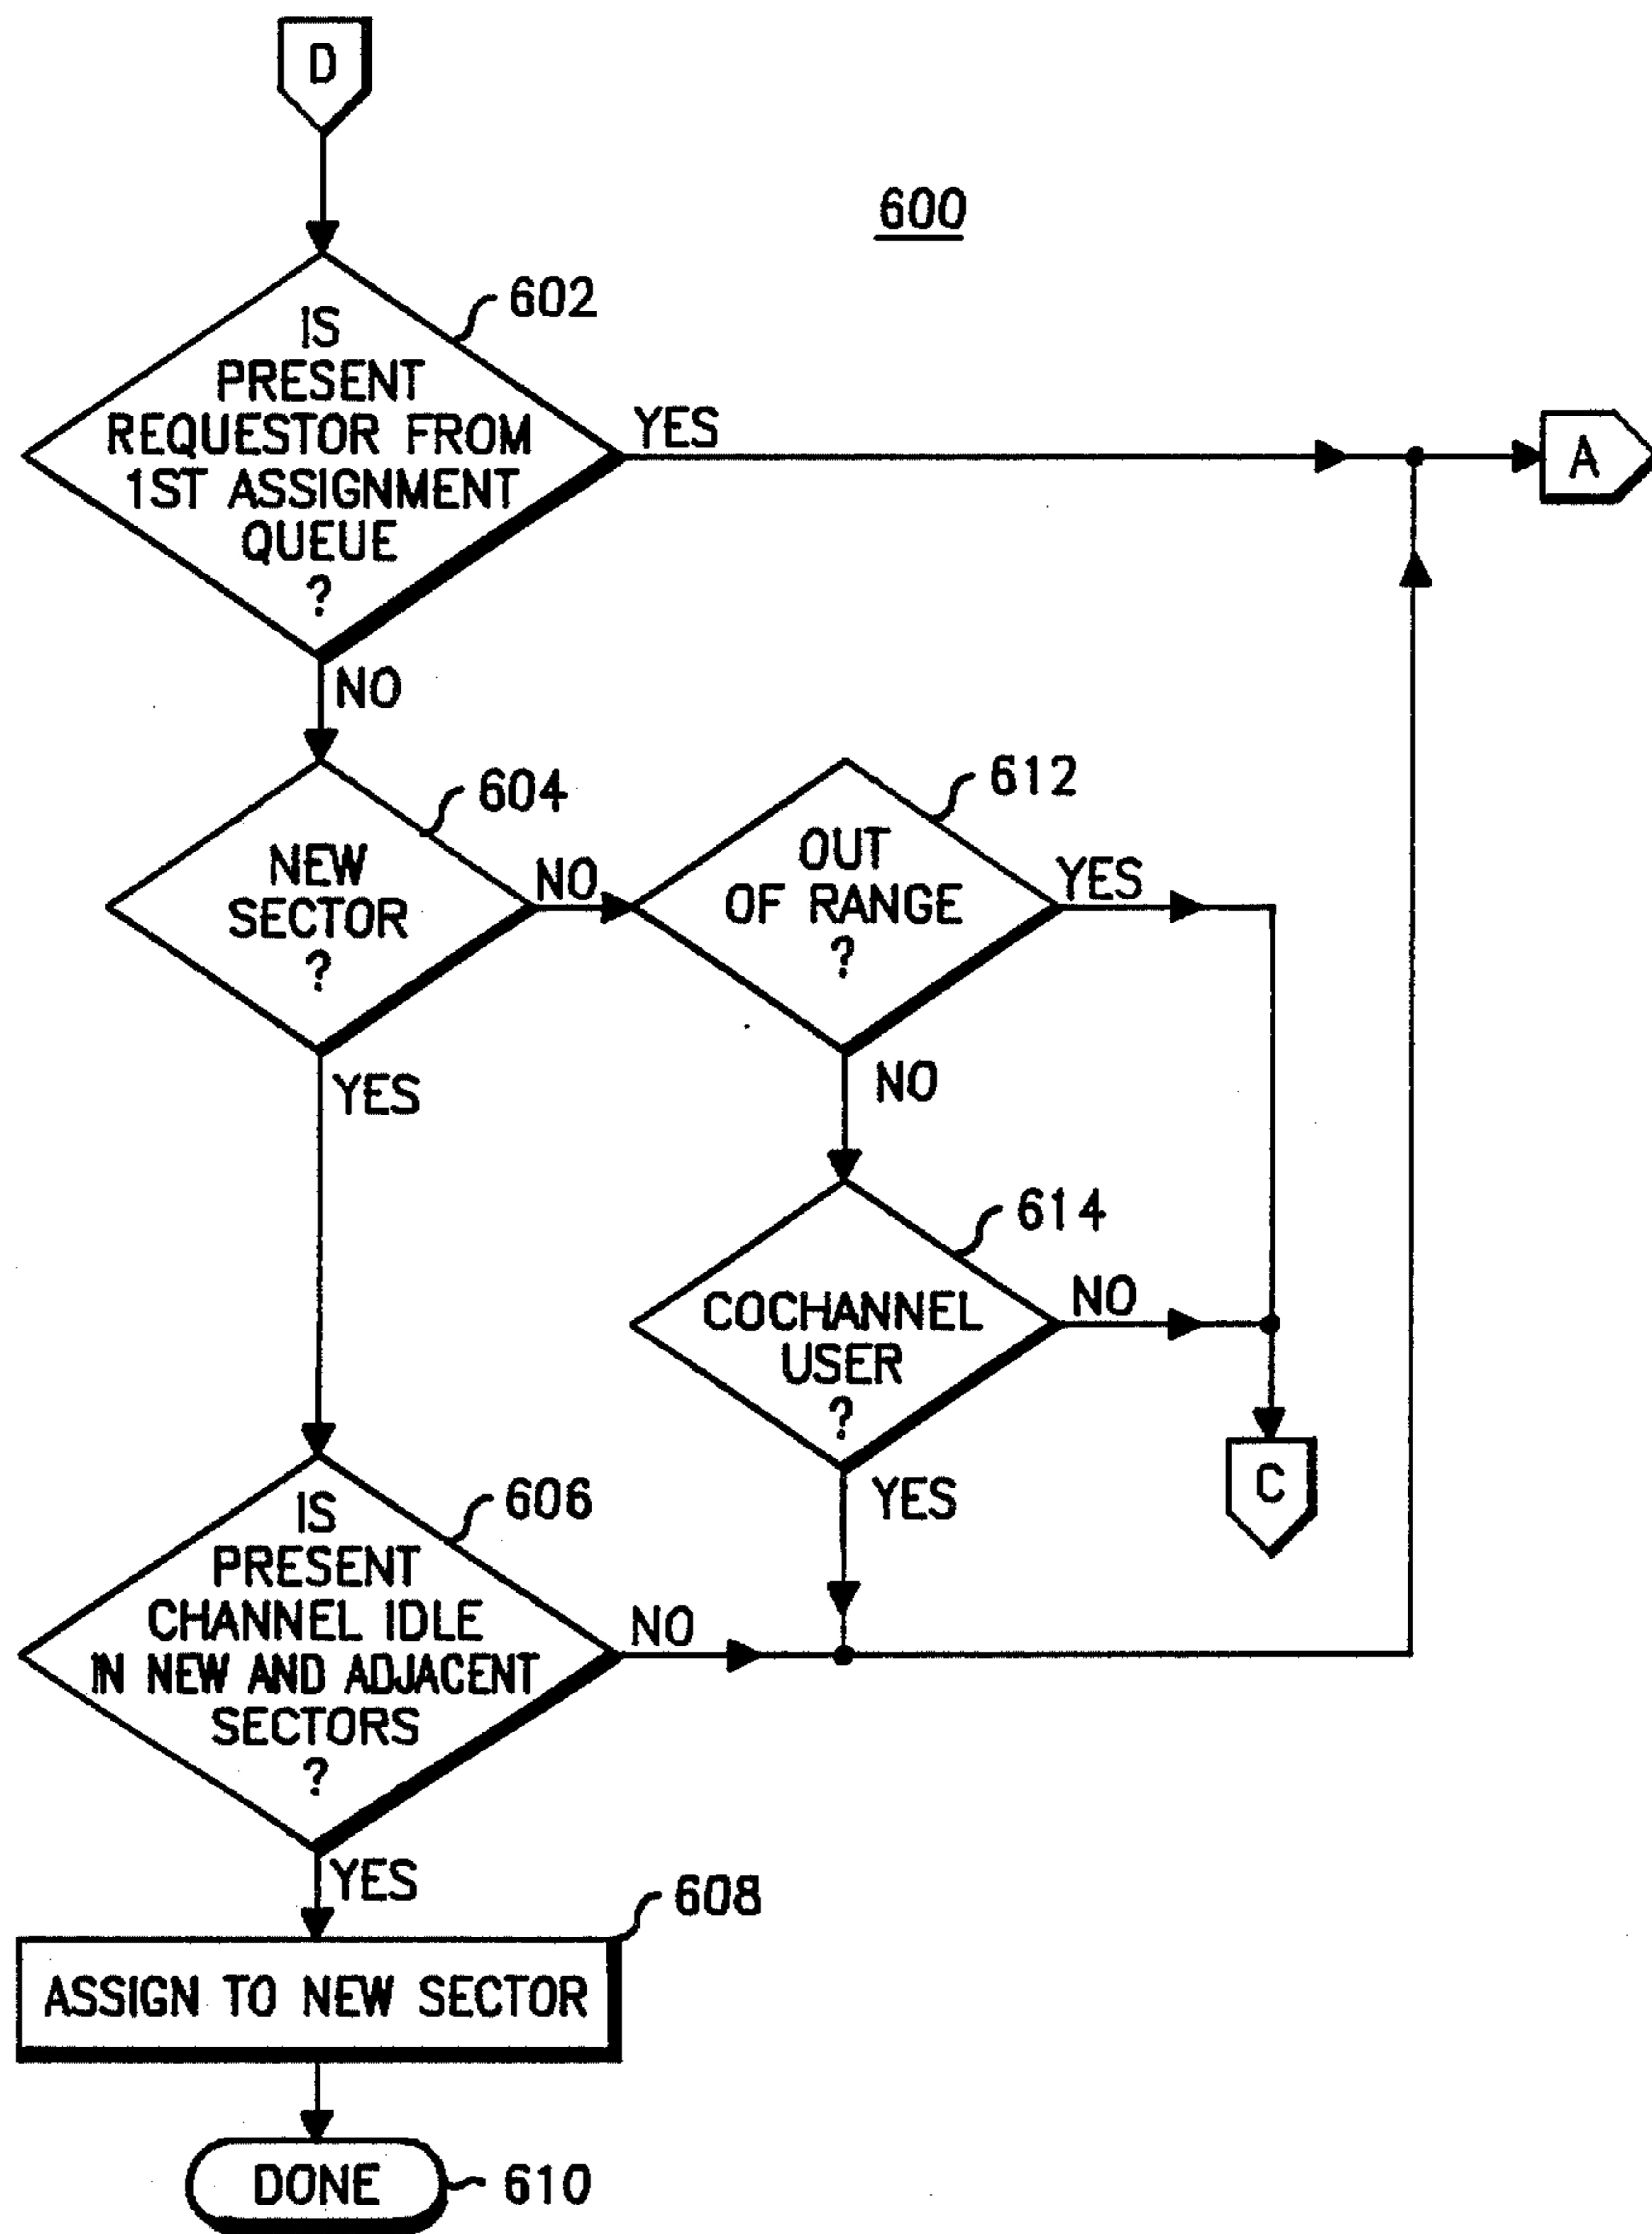 D
600
602
IS
PRESENT
REQUESTOR FROM
1ST ASSIGNMENT
QUEUE
?
YES
A
NO
604
NEW
SECTOR
?
NO
612
OUT
OF RANGE
?
YES
YES
NO
614
COCHANNEL
USER
?
NO
YES
C
606
IS
PRESENT
CHANNEL IDLE
IN NEW AND ADJACENT
SECTORS
?
NO
YES
608
ASSIGN TO NEW SECTOR
DONE
610